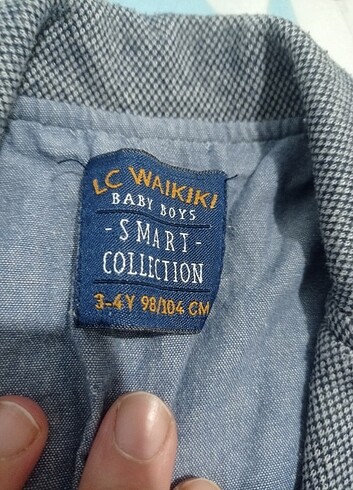 LC WAIKIKI
BABY BOYS
- SMART -
COLLECTION
3-4Y 98/104 CM